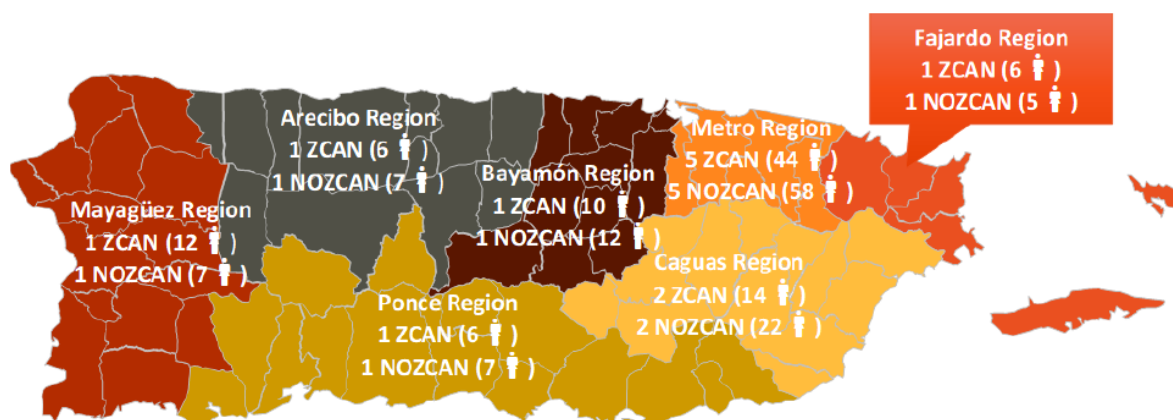 Fajardo Region
1 ZCAN (6 )
1 NOZCAN (5 )
Arecibo Region
1 ZCAN (6 )
1 NOZCAN (7 )
Metro Region
5 ZCAN (44 )
5 NOZCAN (58 )
Bayamón Region
1 ZCAN (10 )
1 NOZCAN (12 )
Mayagüez Region
1 ZCAN (12 )
1 NOZCAN (7 )
Caguas Region
2 ZCAN (14 )
2 NOZCAN (22 )
Ponce Region
1 ZCAN (6 )
1 NOZCAN (7 )